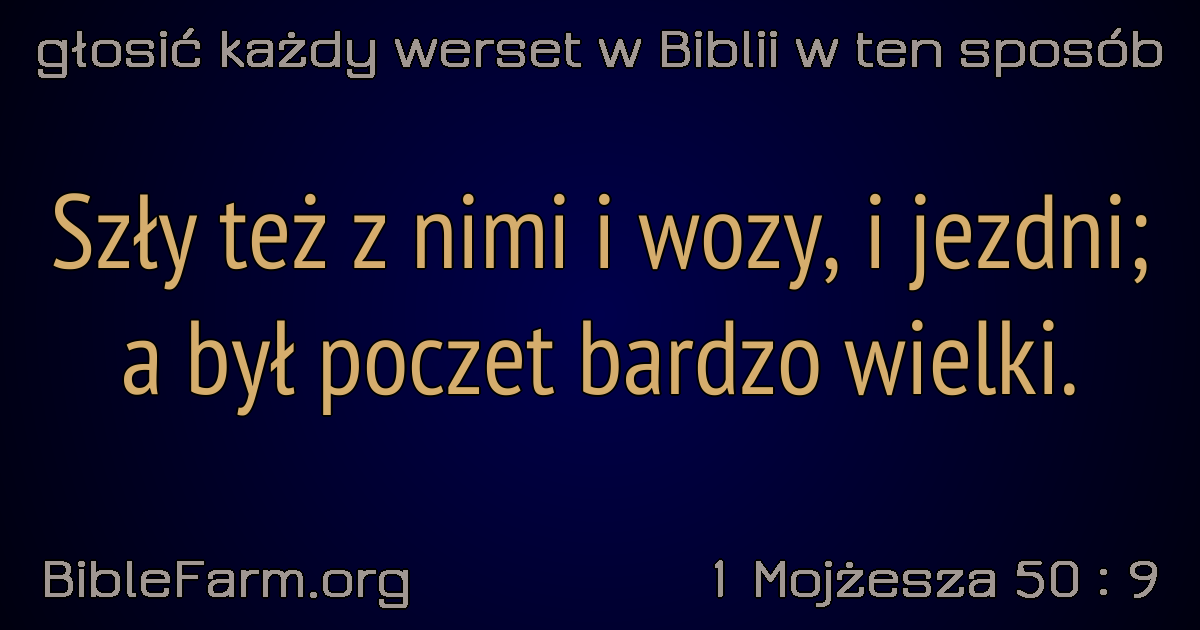 głosić każdy werset w Biblii w ten sposób
Szły też z nimi i wozy, i jezdni;
a był poczet bardzo wielki.
BibleFarm.org
1 Mojżesza 50 : 9